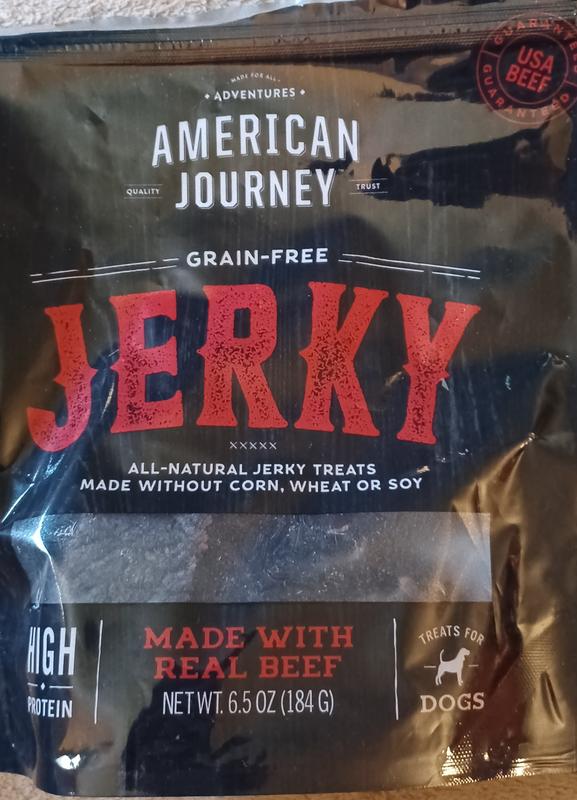 GUARANTEED
USA
BEEF
GUARANTEED
MADE FOR ALL
ADVENTURES
AMERICAN
QUALITY JOURNEY TRUST
GRAIN-FREE
JERKY
XXXXX
ALL-NATURAL JERKY TREATS
MADE WITHOUT CORN, WHEAT OR SOY
HIGH
PROTEIN
MADE WITH
REAL BEEF
NET WT. 6.5 OZ (184 G)
TREATS FOR
DOGS